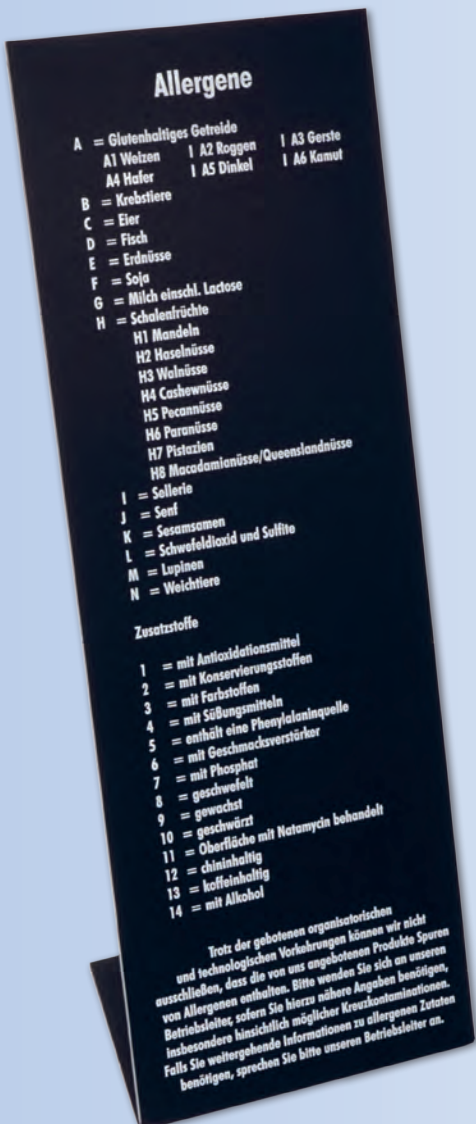 Allergene
A = Glutenhaltiges Getreide
A1 Weizen | A2 Roggen | A3 Gerste
A4 Hafer | A5 Dinkel | A6 Kamut
B = Krebstiere
C = Eier
D = Fisch
E = Erdnüsse
F = Soja
G = Milch einschl. Lactose
H = Schalenfrüchte
H1 Mandeln
H2 Haselnüsse
H3 Walnüsse
H4 Cashewnüsse
H5 Pecannüsse
H6 Paranüsse
H7 Pistazien
H8 Macadamianüsse/Queenslandnüsse
I = Sellerie
J = Senf
K = Sesamsamen
L = Schwefeldioxid und Sulfite
M = Lupinen
N = Weichtiere
Zusatzstoffe
1 = mit Antioxidationsmittel
2 = mit Konservierungsstoffen
3 = mit Farbstoffen
4 = mit Süßungsmitteln
5 = enthält eine Phenylalaninquelle
6 = mit Geschmacksverstärker
7 = mit Phosphat
8 = geschwefelt
9 = gewachst
10 = geschwärzt
11 = Oberfläche mit Natamycin behandelt
12 = chininhaltig
13 = koffeinhaltig
14 = mit Alkohol
Trotz der gebotenen organisatorischen
und technologischen Vorkehrungen können wir nicht
ausschließen, dass die von uns angebotenen Produkte Spuren
von Allergenen enthalten. Bitte wenden Sie sich an unseren
Betriebsleiter, sofern Sie hierzu nähere Angaben benötigen,
insbesondere hinsichtlich möglicher Kreuzkontaminationen.
Falls Sie weitergehende Informationen zu allergenen Zutaten
benötigen, sprechen Sie bitte unseren Betriebsleiter an.